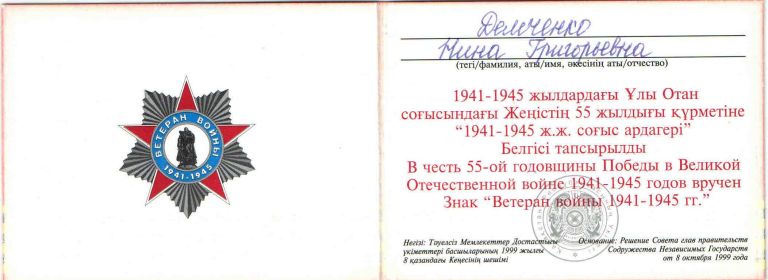 ВЕТЕРАН ВОЙНЫ
1941-1945
Демченко
Нина Григорьевна
(тегі/фамилия, аты/имя, әкесінің аты/отчество)
1941-1945 жылдардағы Ұлы Отан
соғысындағы Жеңістің 55 жылдығы құрметіне
“1941-1945 ж.ж. соғыс ардагері”
Белгісі тапсырылды
В честь 55-ой годовщины Победы в Великой
Отечественной войне 1941-1945 годов вручен
Знак “Ветеран войны 1941-1945 гг.”
Негізі: Тәуелсіз Мемлекеттер Достастығы
үкіметтері басшыларының 1999 жылғы
8 қазандағы Кеңесінің шешімі
Основание: Решение Совета глав правительств
Содружества Независимых Государств
от 8 октября 1999 года